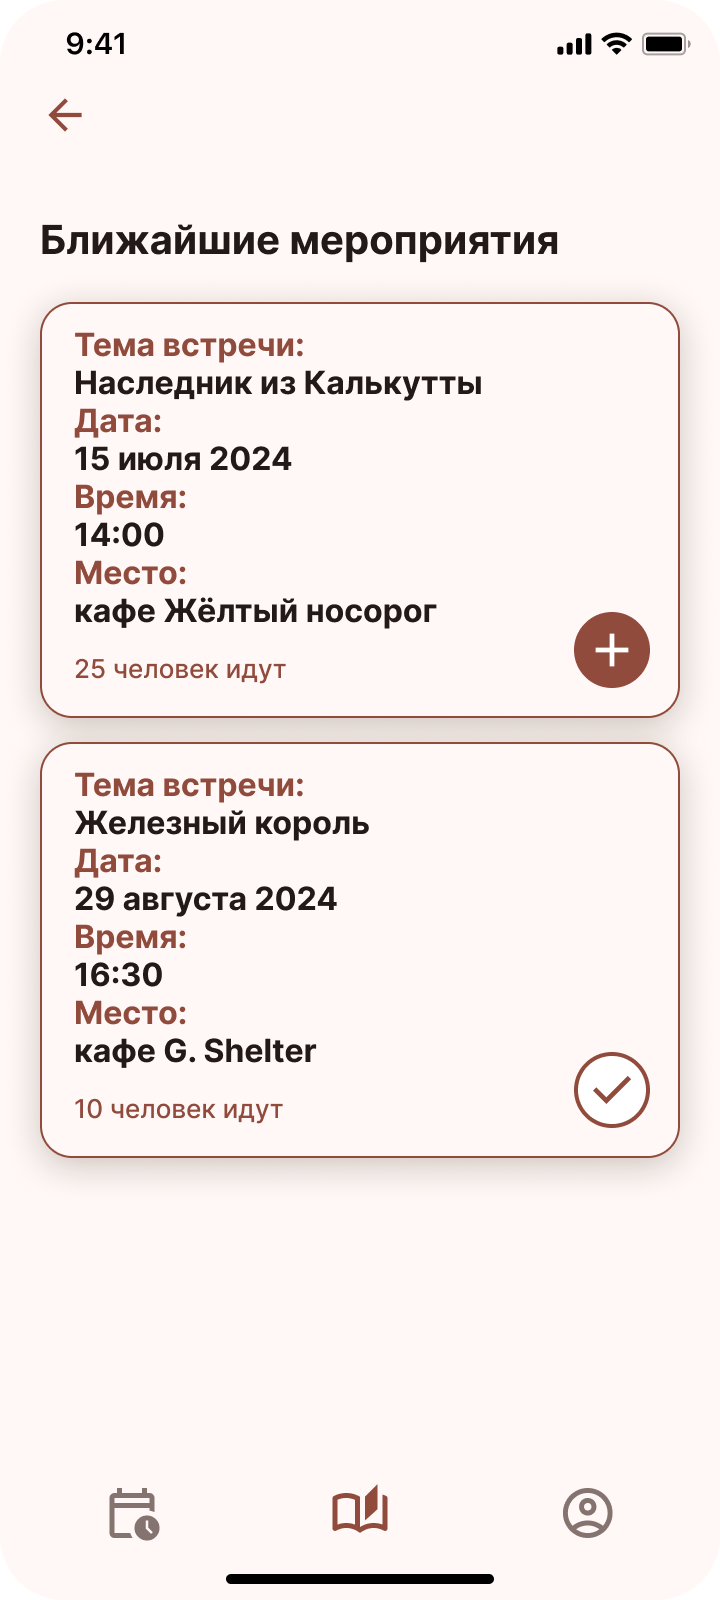 9:41
Ближайшие мероприятия
Тема встречи:
Наследник из Калькутты
Дата:
15 июля 2024
Время:
14:00
Место:
кафе Жёлтый носорог
25 человек идут
Тема встречи:
Железный король
Дата:
29 августа 2024
Время:
16:30
Место:
кафе G. Shelter
10 человек идут